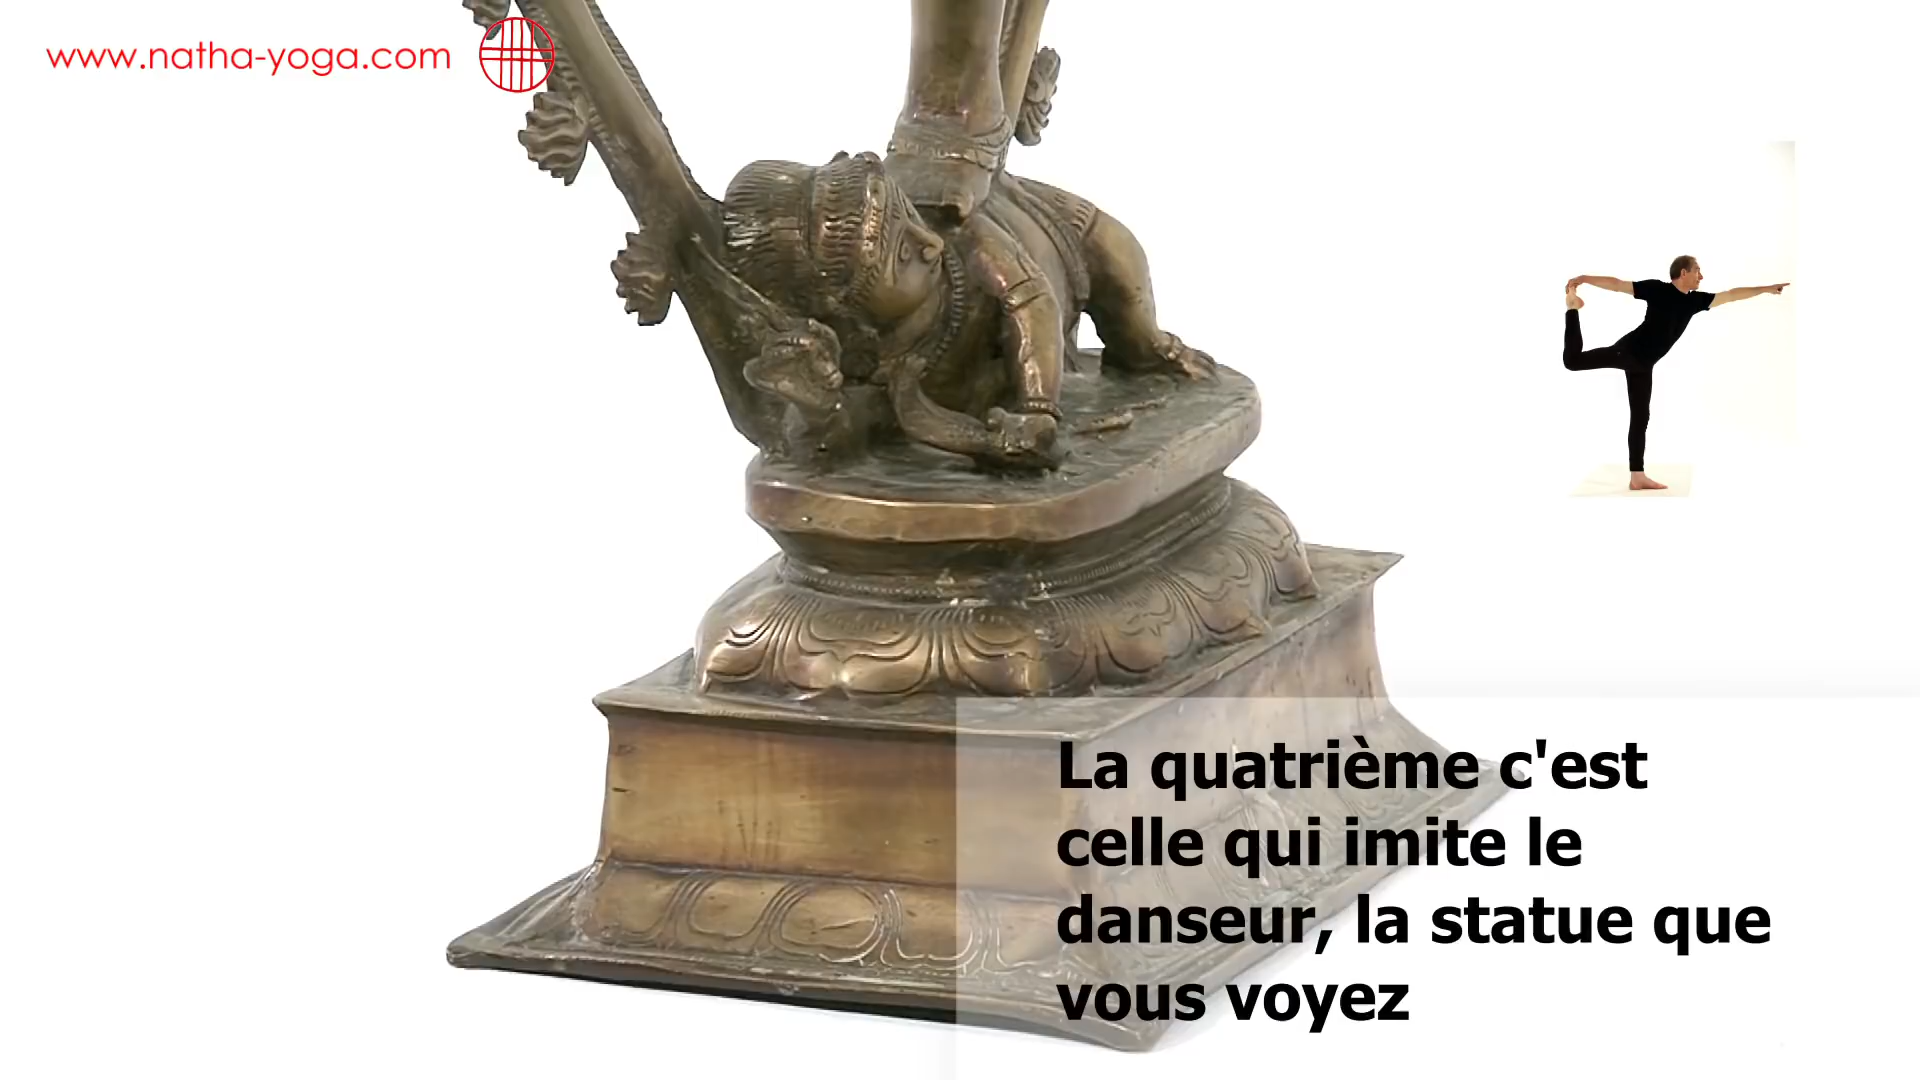 www.natha-yoga.com
La quatrième c'est
celle qui imite le
danseur, la statue que
vous voyez